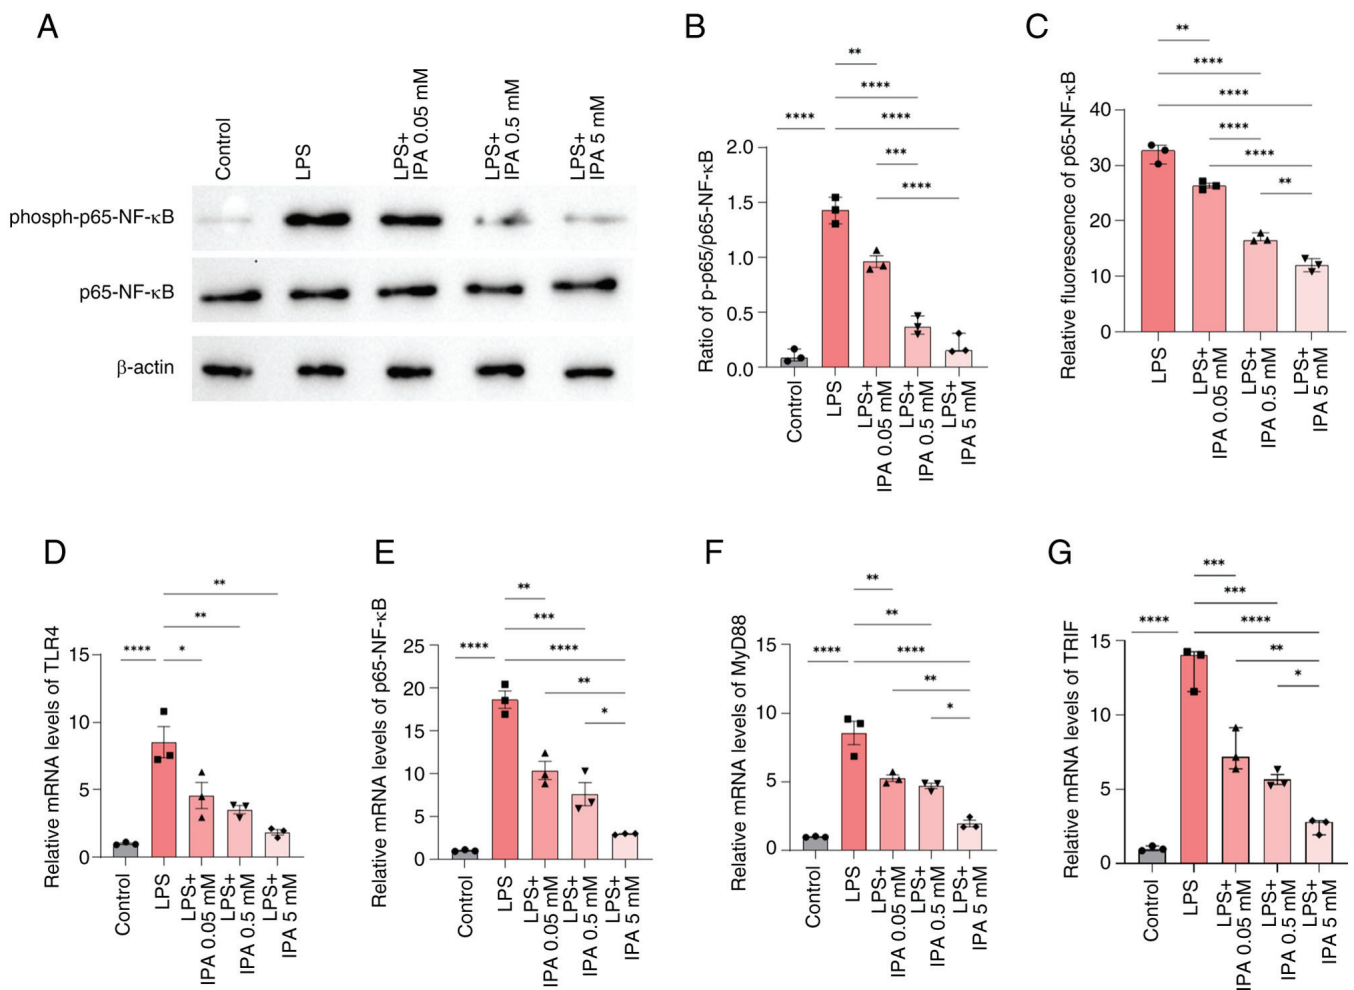 A
Control
LPS
LPS+
IPA 0.05 mM
LPS+
IPA 0.5 mM
LPS+
IPA 5 mM
phosph-p65-NF-κB
p65-NF-κB
β-actin
B
**
****
****
****
***
****
Ratio of p-p65/p65-NF-κB
2.0
1.5
1.0
0.5
0.0
Control
LPS
LPS+
IPA 0.05 mM
LPS+
IPA 0.5 mM
LPS+
IPA 5 mM
C
**
****
****
****
****
**
Relative fluorescence of p65-NF-κB
40
30
20
10
0
LPS
LPS+
IPA 0.05 mM
LPS+
IPA 0.5 mM
LPS+
IPA 5 mM
D
**
**
****
*
Relative mRNA levels of TLR4
15
10
5
0
Control
LPS
LPS+
IPA 0.05 mM
LPS+
IPA 0.5 mM
LPS+
IPA 5 mM
E
**
***
****
****
**
*
Relative mRNA levels of p65-NF-κB
25
20
15
10
5
0
Control
LPS
LPS+
IPA 0.05 mM
LPS+
IPA 0.5 mM
LPS+
IPA 5 mM
F
**
**
****
****
**
*
Relative mRNA levels of MyD88
15
10
5
0
Control
LPS
LPS+
IPA 0.05 mM
LPS+
IPA 0.5 mM
LPS+
IPA 5 mM
G
***
***
****
****
**
*
Relative mRNA levels of TRIF
15
10
5
0
Control
LPS
LPS+
IPA 0.05 mM
LPS+
IPA 0.5 mM
LPS+
IPA 5 mM